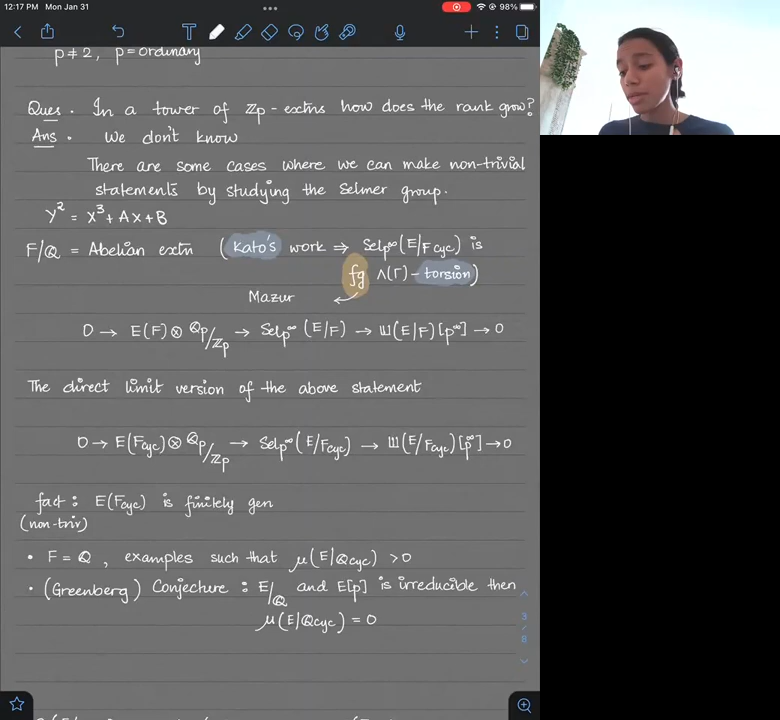 12:17 PM Mon Jan 31
98%
p ≠ 2, p = ordinary
Ques. In a tower of Zp - extns how does the rank grow?
Ans. We don't know
There are some cases where we can make non-trivial
statements by studying the Selmer group.
Y² = X³ + AX + B
F/Q = Abelian extn (Kato's work ⇒ Selp∞(E/Fcyc) is
fg Λ(Γ) - torsion)
Mazur
0 → E(F) ⊗ Qp/Zp → Selp∞(E/F) → Ш(E/F)[p∞] → 0
The direct limit version of the above statement
0 → E(Fcyc) ⊗ Qp/Zp → Selp∞(E/Fcyc) → Ш(E/Fcyc)[p∞] → 0
fact : E(Fcyc) is finitely gen
(non-triv)
• F = Q, examples such that μ(E/Qcyc) > 0
• (Greenberg) Conjecture : E/Q and E[p] is irreducible then
μ(E/Qcyc) = 0
3
/
8